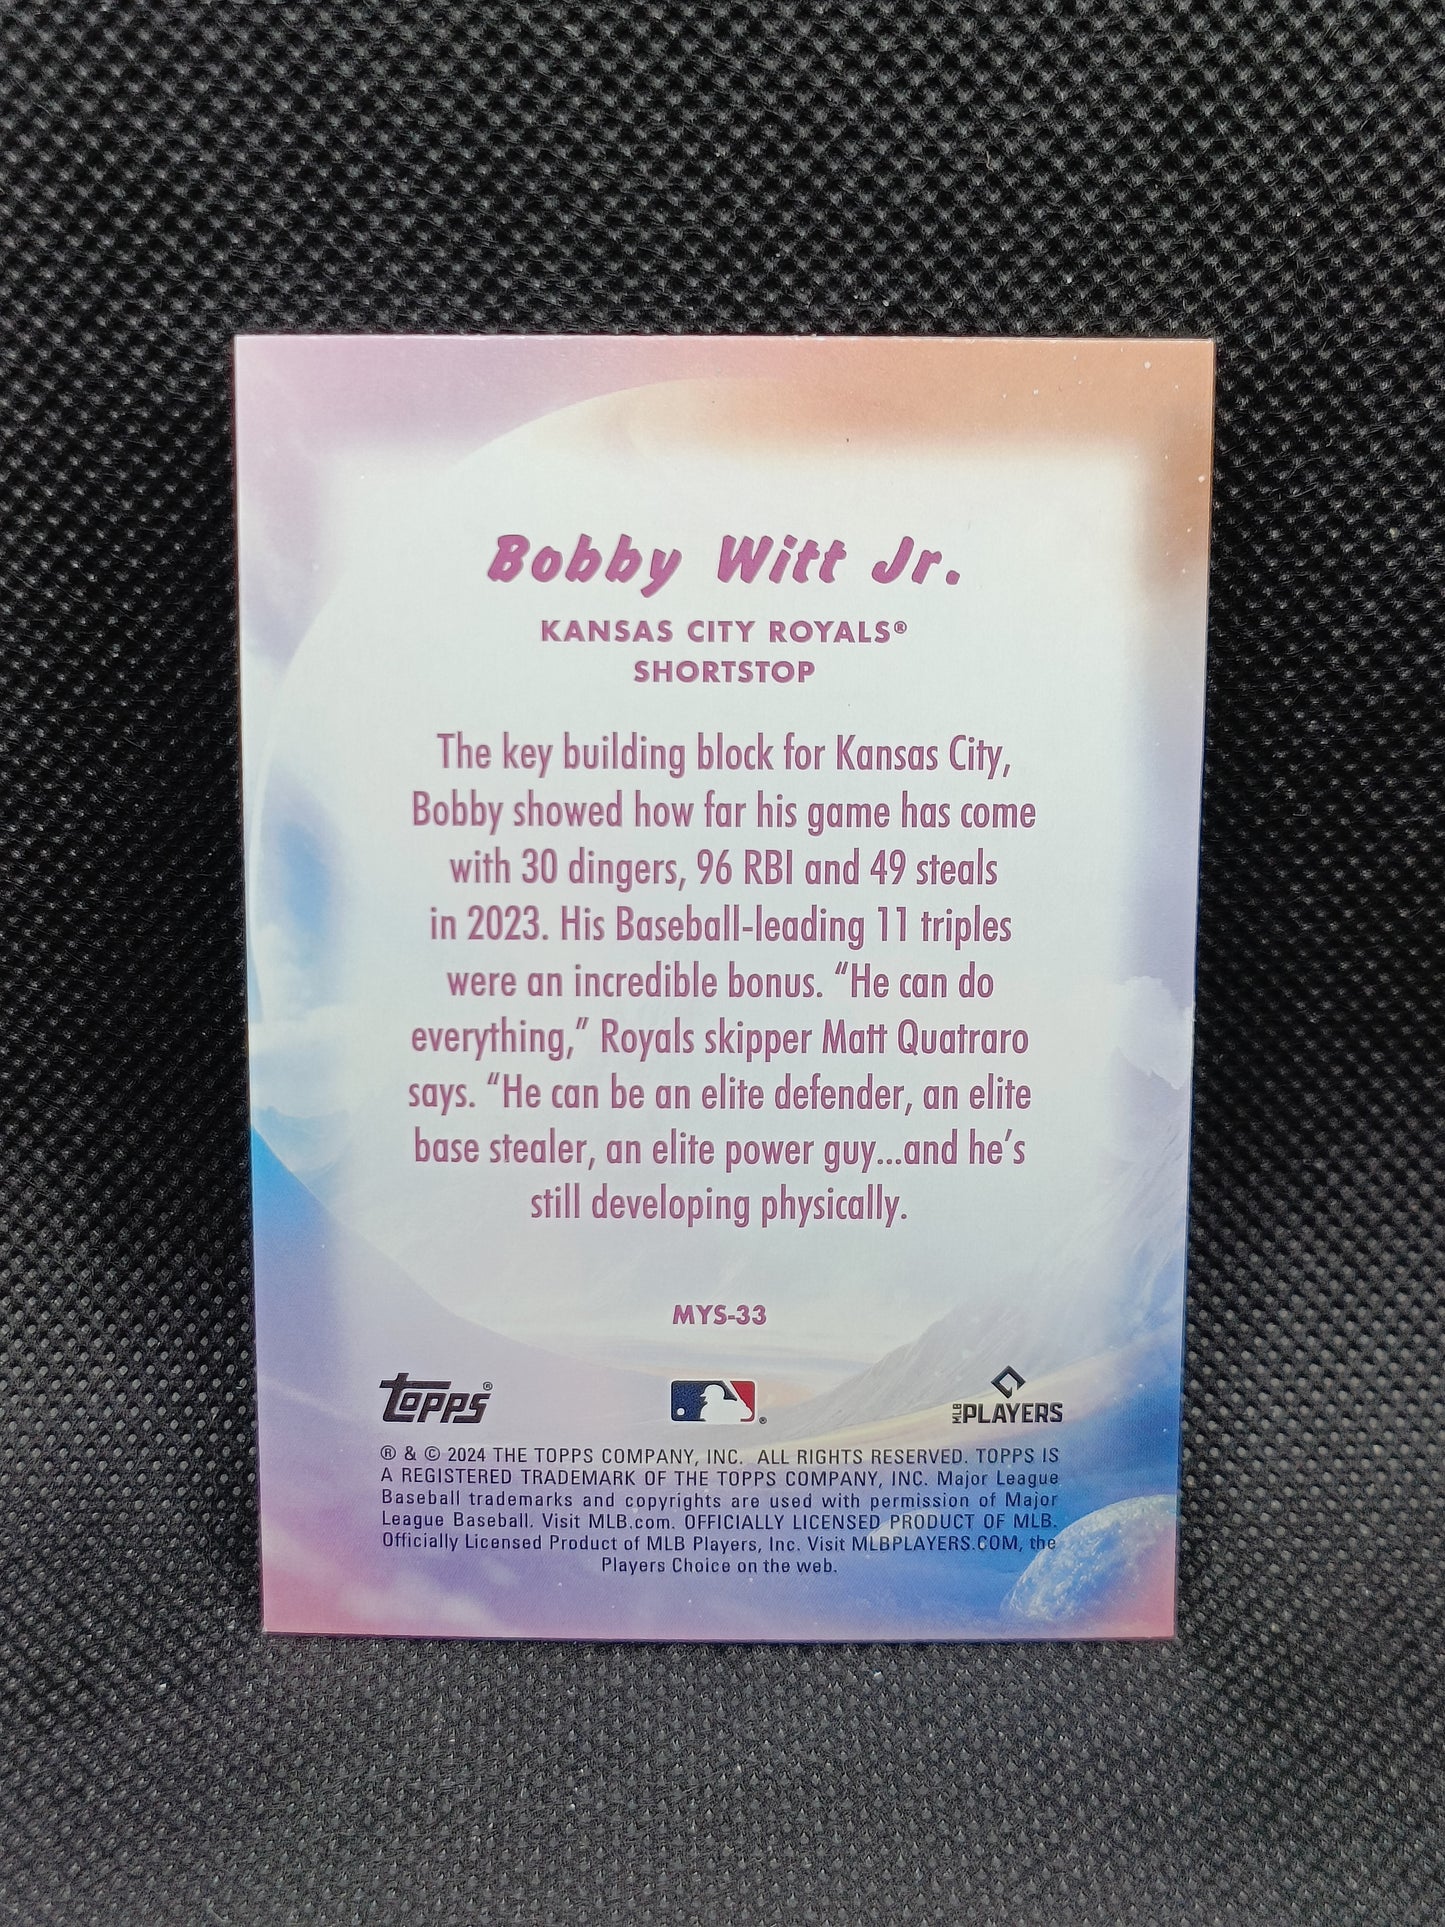 Bobby Witt Jr.
KANSAS CITY ROYALS®
SHORTSTOP
The key building block for Kansas City,
Bobby showed how far his game has come
with 30 dingers, 96 RBI and 49 steals
in 2023. His Baseball-leading 11 triples
were an incredible bonus. “He can do
everything,” Royals skipper Matt Quatraro
says. “He can be an elite defender, an elite
base stealer, an elite power guy...and he’s
still developing physically.
MYS-33
TOPPS®
®
MLB PLAYERS
® & © 2024 THE TOPPS COMPANY, INC. ALL RIGHTS RESERVED. TOPPS IS
A REGISTERED TRADEMARK OF THE TOPPS COMPANY, INC. Major League
Baseball trademarks and copyrights are used with permission of Major
League Baseball. Visit MLB.com. OFFICIALLY LICENSED PRODUCT OF MLB.
Officially Licensed Product of MLB Players, Inc. Visit MLBPLAYERS.COM, the
Players Choice on the web.